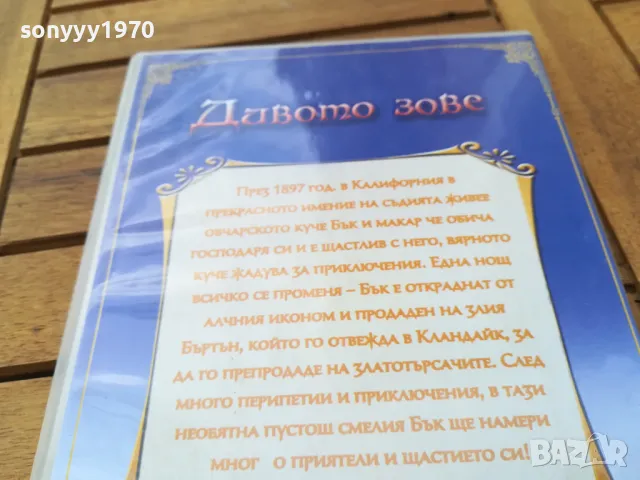 sonyyy1970
Дивото зове
През 1897 год. в Калифорния в
прекрасното имение на съдията живее
овчарското куче Бък и макар че обича
господаря си и е щастлив с него, вярното
куче жадува за приключения. Една нощ
всичко се променя – Бък е откраднат от
алчния иконом и продаден на злия
Бъртън, който го отвежда в Кландайк, за
да го препродаде на златотърсачите. След
много перипетии и приключения, в тази
необятна пустош смелия Бък ще намери
мног о приятели и щастието си!
BAZAR
bg